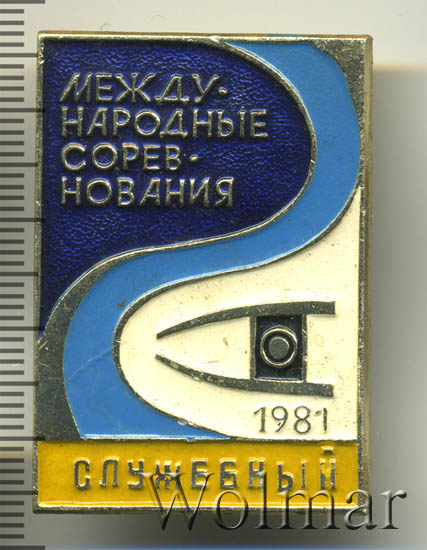 МЕЖДУ-
НАРОДНЫЕ
СОРЕВ-
НОВАНИЯ
1981
СЛУЖЕБНЫЙ
Wolmar